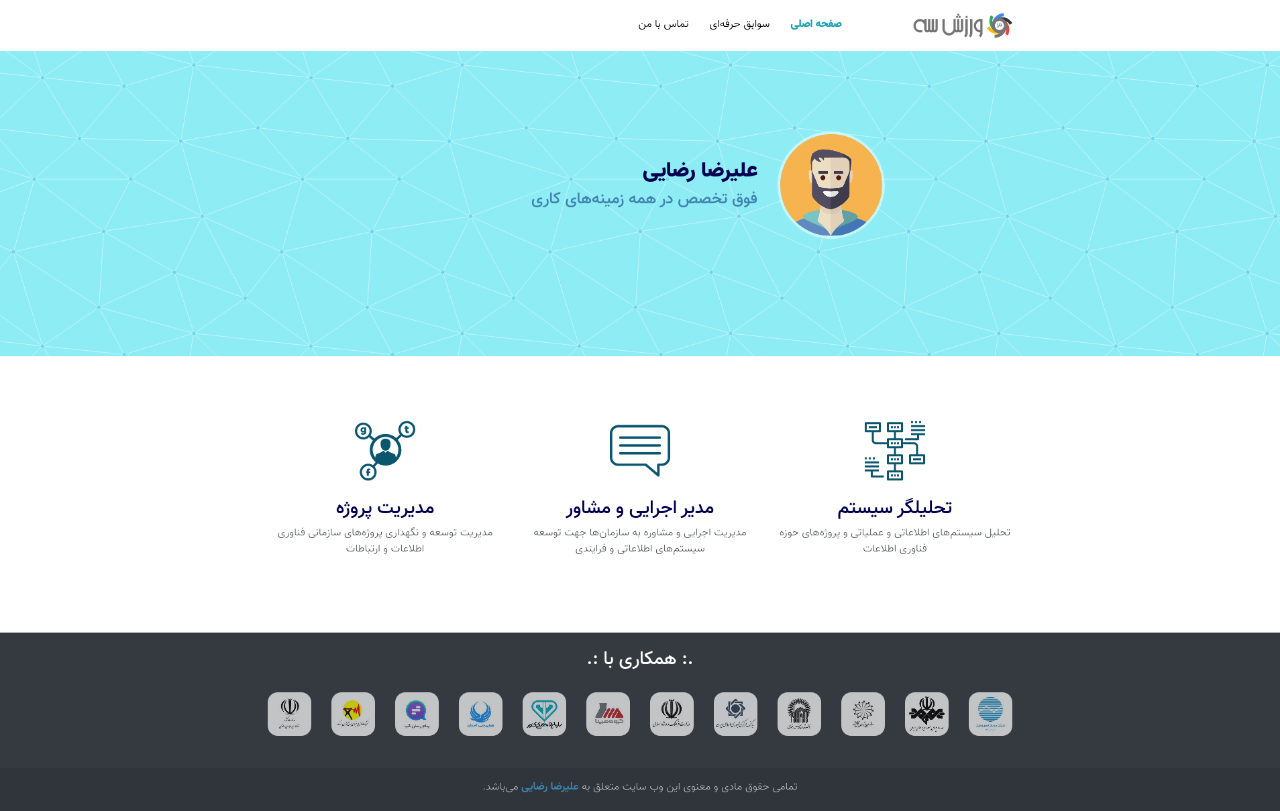 ورزش سه
صفحه اصلی
سوابق حرفه‌ای
تماس با من
علیرضا رضایی
فوق تخصص در همه زمینه‌های کاری
تحلیلگر سیستم
تحلیل سیستم‌های اطلاعاتی و عملیاتی و پروژه‌های حوزه
فناوری اطلاعات
مدیر اجرایی و مشاور
مدیریت اجرایی و مشاوره به سازمان‌ها جهت توسعه
سیستم‌های اطلاعاتی و فرایندی
مدیریت پروژه
مدیریت توسعه و نگهداری پروژه‌های سازمانی فناوری
اطلاعات و ارتباطات
.: همکاری با :.
تمامی حقوق مادی و معنوی این وب سایت متعلق به علیرضا رضایی می‌باشد.